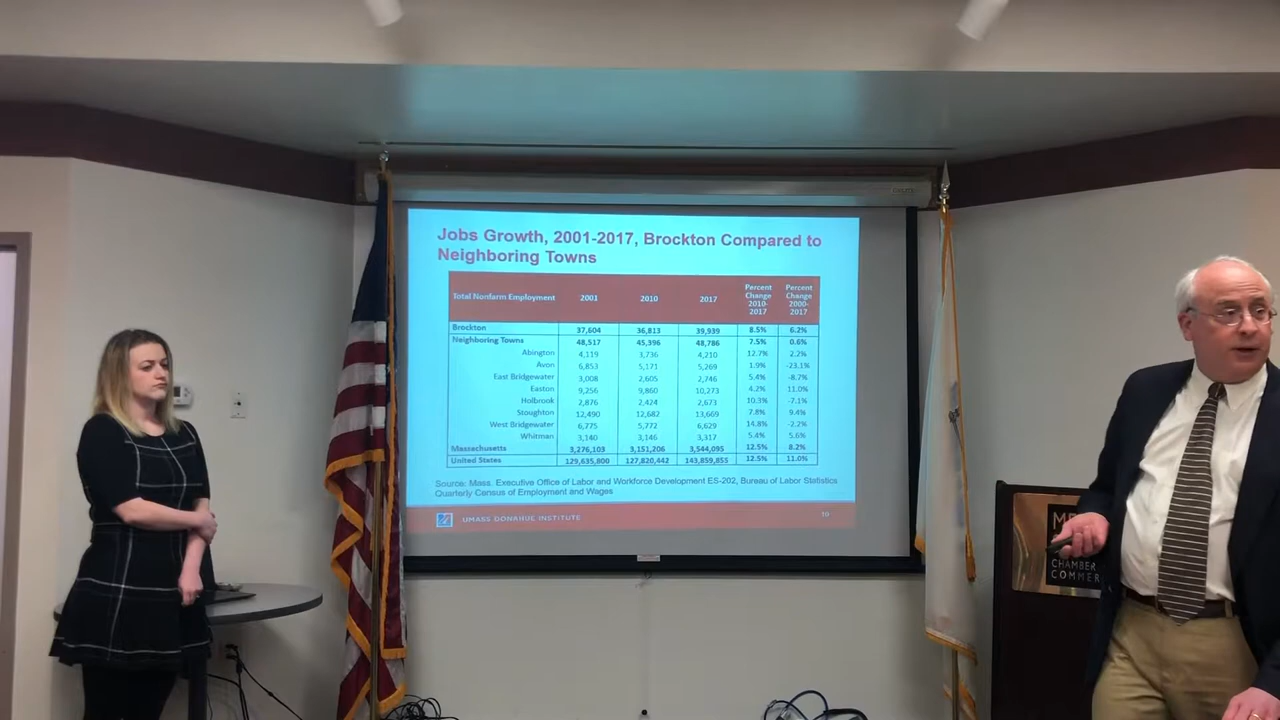 Jobs Growth, 2001-2017, Brockton Compared to
Neighboring Towns
Total Nonfarm Employment 2001 2010 2017 Percent Change 2010-2017 Percent Change 2000-2017
Brockton 37,604 36,813 39,939 8.5% 6.2%
Neighboring Towns 48,517 45,396 48,786 7.5% 0.6%
Abington 4,119 3,736 4,210 12.7% 2.2%
Avon 6,853 5,171 5,269 1.9% -23.1%
East Bridgewater 3,008 2,605 2,746 5.4% -8.7%
Easton 9,256 9,860 10,273 4.2% 11.0%
Holbrook 2,876 2,424 2,673 10.3% -7.1%
Stoughton 12,490 12,682 13,669 7.8% 9.4%
West Bridgewater 6,775 5,772 6,629 14.8% -2.2%
Whitman 3,140 3,146 3,317 5.4% 5.6%
Massachusetts 3,276,103 3,151,206 3,544,095 12.5% 8.2%
United States 129,635,800 127,820,442 143,859,855 12.5% 11.0%
Source: Mass. Executive Office of Labor and Workforce Development ES-202, Bureau of Labor Statistics
Quarterly Census of Employment and Wages
UMASS DONAHUE INSTITUTE
10
CHAMBER
COMMER